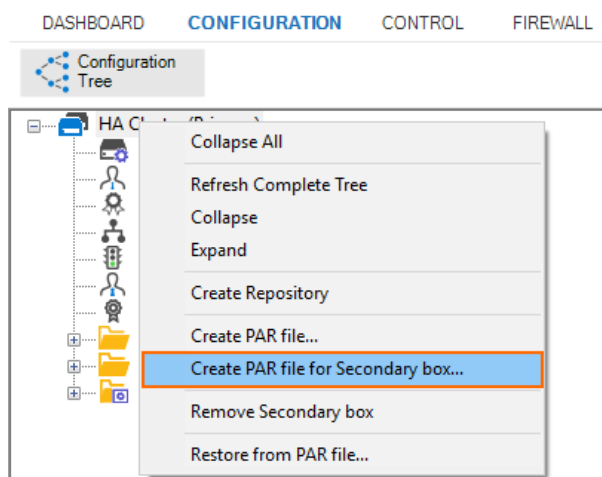 DASHBOARD CONFIGURATION CONTROL FIREWALL
Configuration
Tree
HA
Collapse All
Refresh Complete Tree
Collapse
Expand
Create Repository
Create PAR file...
Create PAR file for Secondary box...
Remove Secondary box
Restore from PAR file...